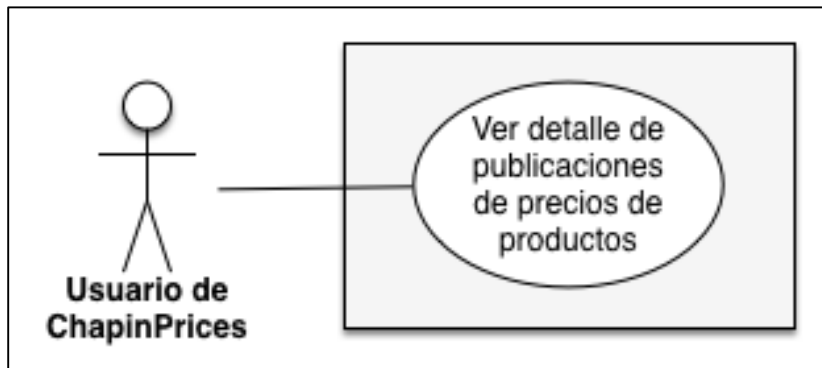 Ver detalle de
publicaciones
de precios de
productos
Usuario de
ChapinPrices